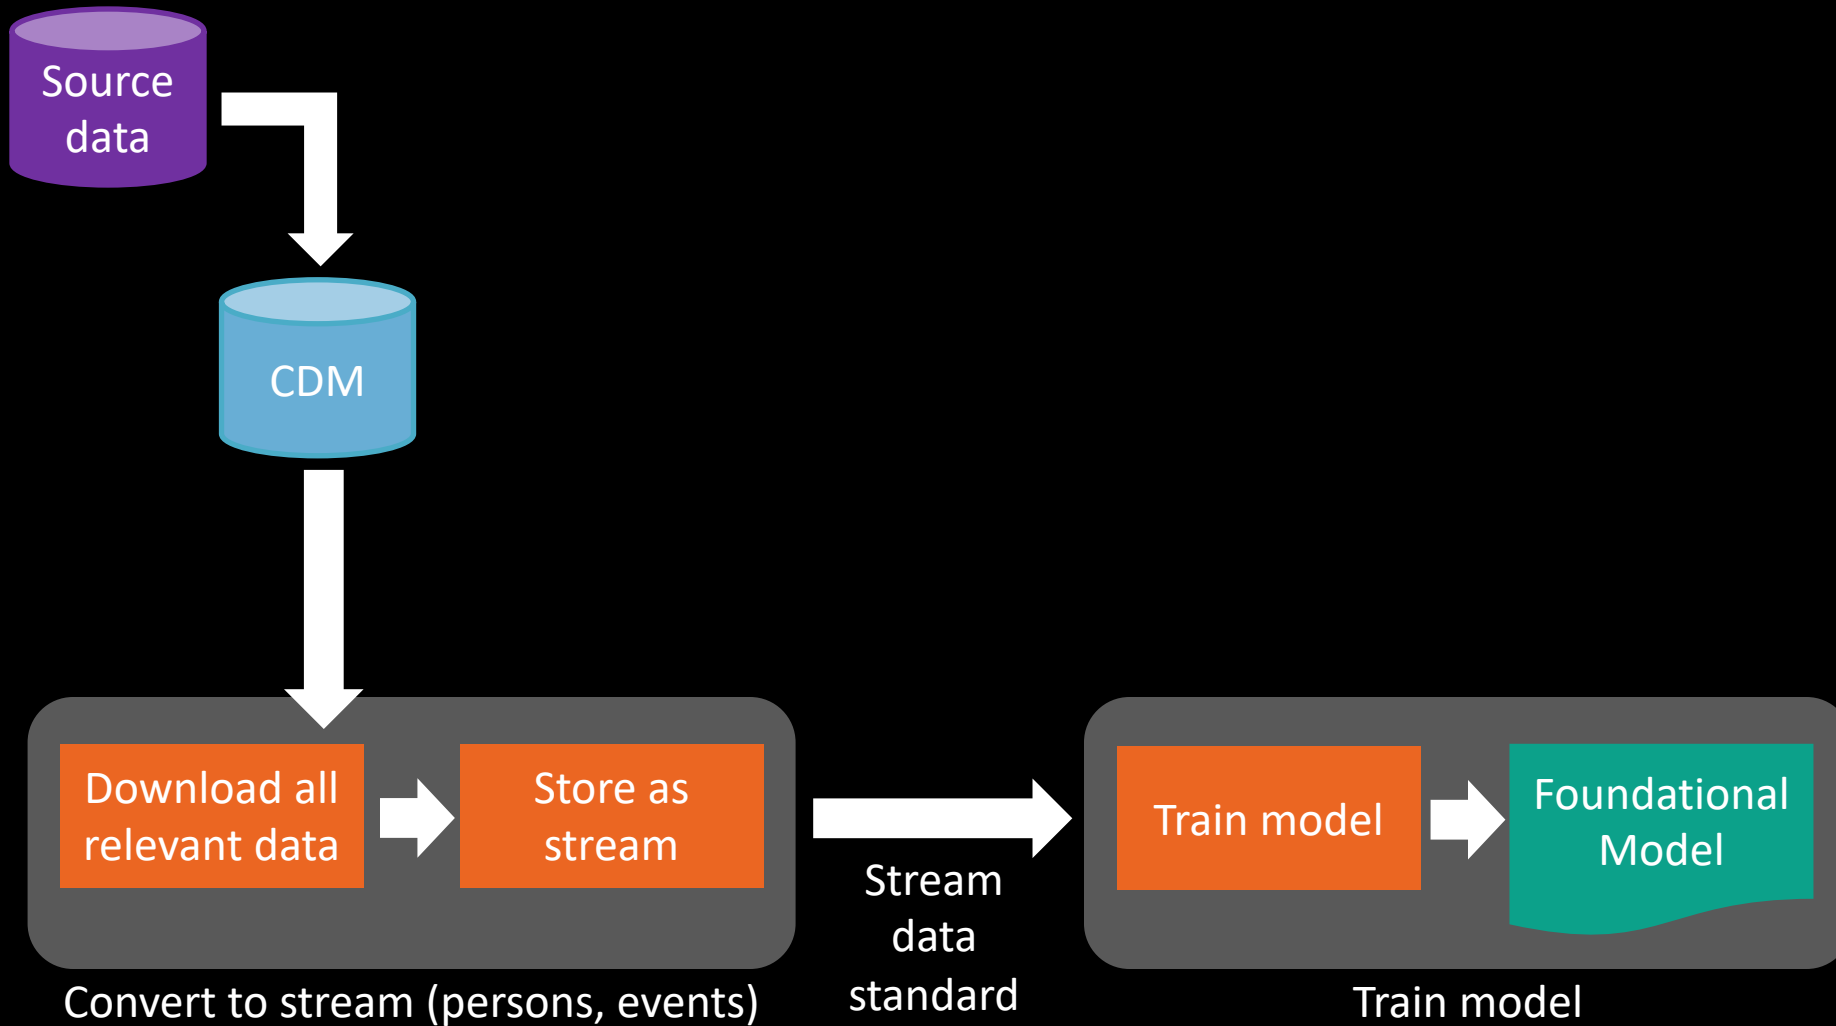 Source
data
CDM
Download all
relevant data
Store as
stream
Stream
data
standard
Train model
Foundational
Model
Convert to stream (persons, events)
Train model